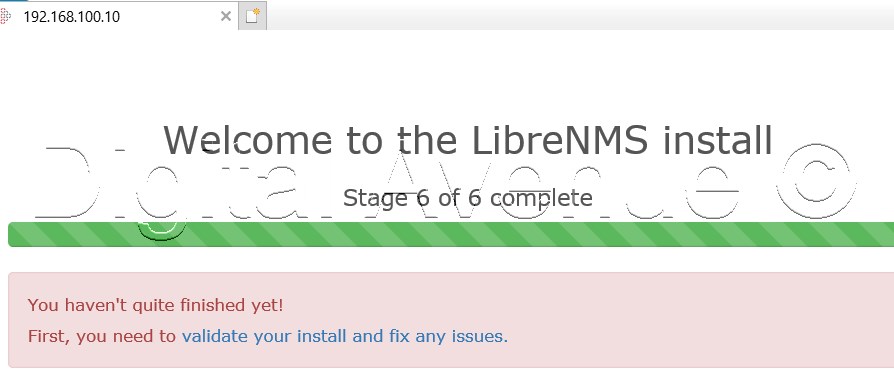 192.168.100.10
Welcome to the LibreNMS install
Digital Avenue ©
Stage 6 of 6 complete
You haven't quite finished yet!
First, you need to validate your install and fix any issues.